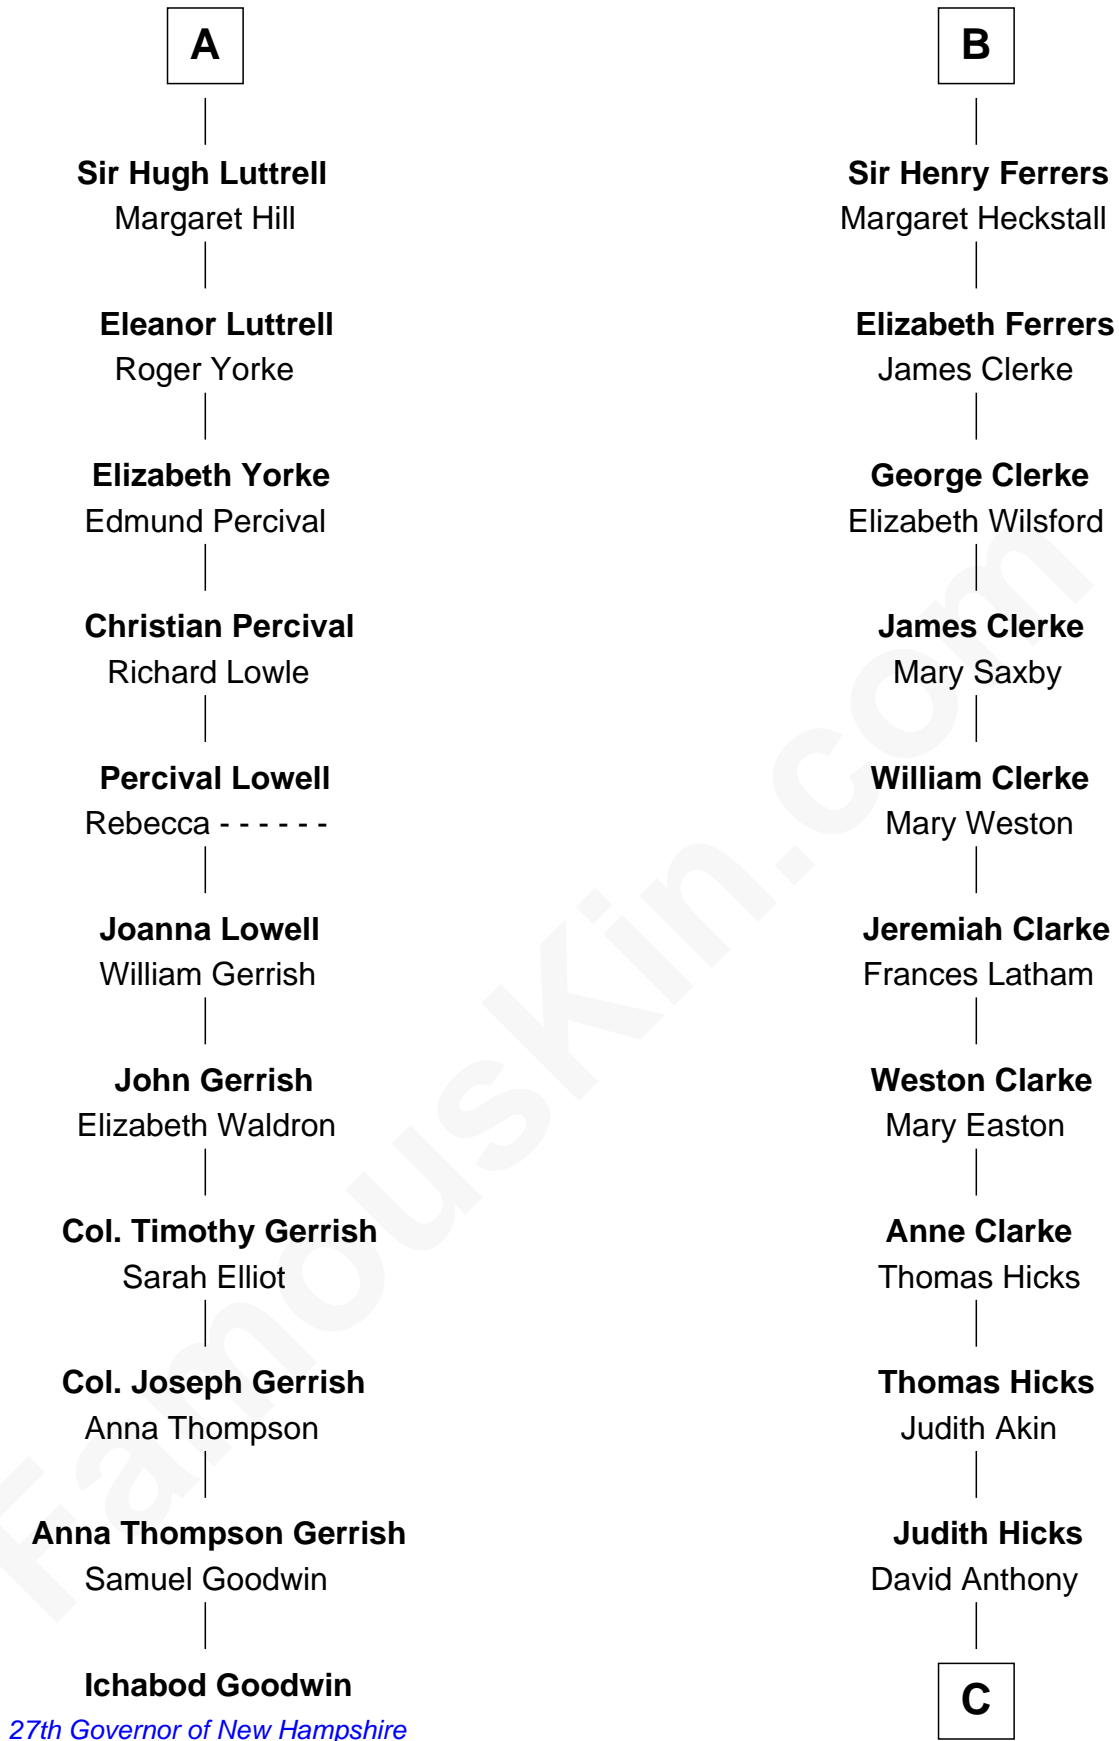 A
Sir Hugh Luttrell
Margaret Hill
Eleanor Luttrell
Roger Yorke
Elizabeth Yorke
Edmund Percival
Christian Percival
Richard Lowle
Percival Lowell
Rebecca - - - - - -
Joanna Lowell
William Gerrish
John Gerrish
Elizabeth Waldron
Col. Timothy Gerrish
Sarah Elliot
Col. Joseph Gerrish
Anna Thompson
Anna Thompson Gerrish
Samuel Goodwin
Ichabod Goodwin
27th Governor of New Hampshire
B
Sir Henry Ferrers
Margaret Heckstall
Elizabeth Ferrers
James Clerke
George Clerke
Elizabeth Wilsford
James Clerke
Mary Saxby
William Clerke
Mary Weston
Jeremiah Clarke
Frances Latham
Weston Clarke
Mary Easton
Anne Clarke
Thomas Hicks
Thomas Hicks
Judith Akin
Judith Hicks
David Anthony
C
FamousKin.com